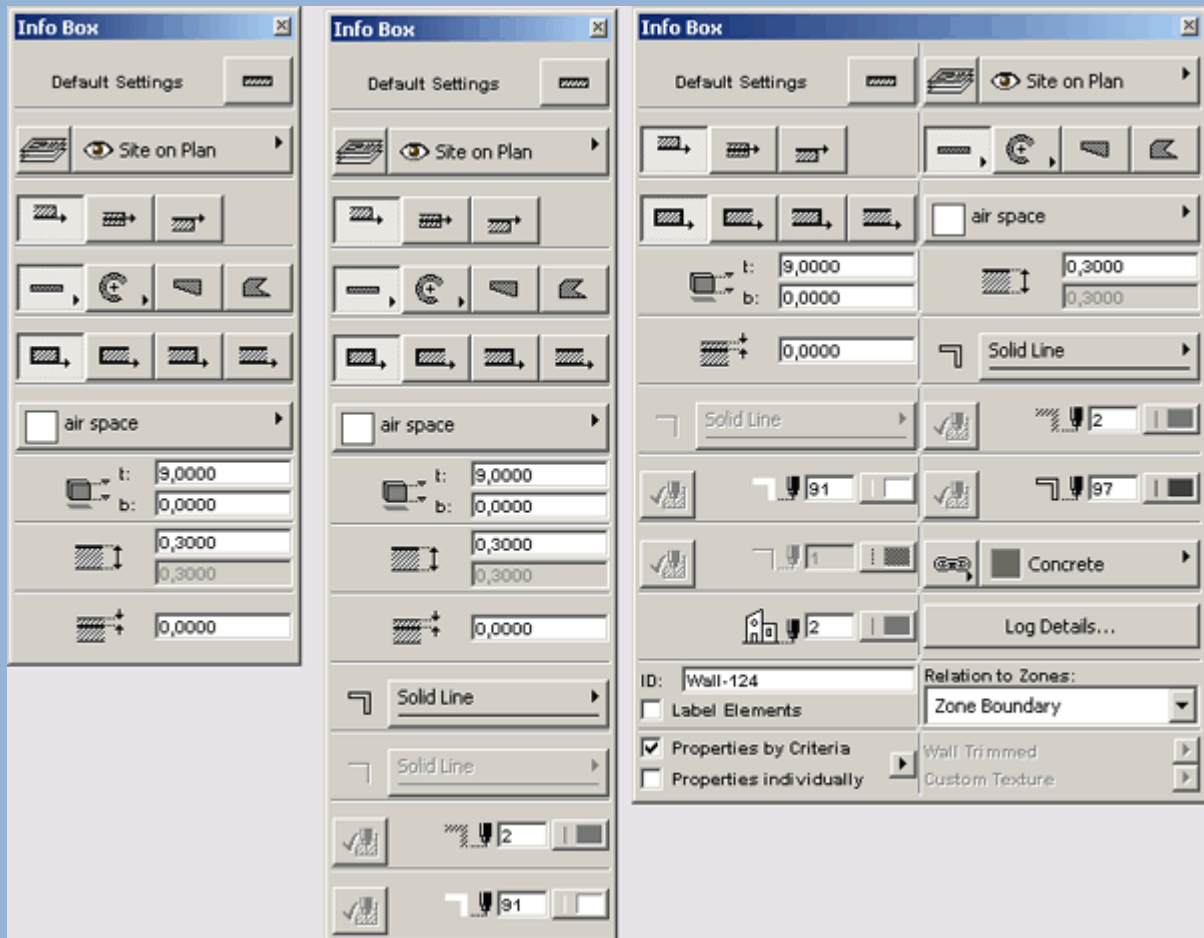 Info Box
Default Settings
Site on Plan
air space
t: 9,0000
b: 0,0000
0,3000
0,3000
0,0000
Info Box
Default Settings
Site on Plan
air space
t: 9,0000
b: 0,0000
0,3000
0,3000
0,0000
Solid Line
Solid Line
2
91
Info Box
Default Settings
Site on Plan
air space
t: 9,0000
b: 0,0000
0,3000
0,3000
0,0000
Solid Line
Solid Line
2
91
97
1
Concrete
2
Log Details...
ID: Wall-124
Label Elements
Relation to Zones:
Zone Boundary
Properties by Criteria
Properties individually
Wall Trimmed
Custom Texture